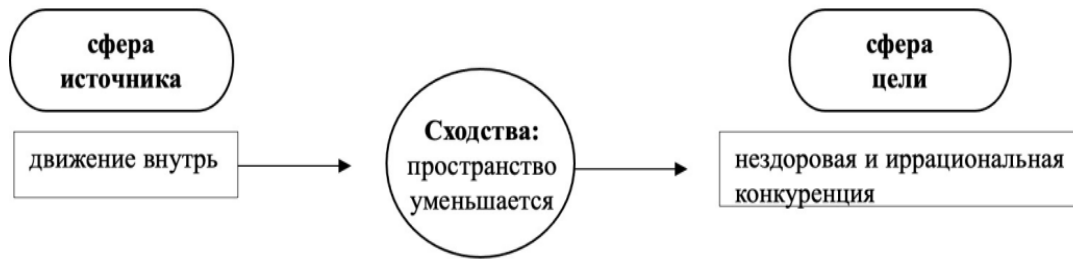 сфера
источника
сфера
цели
движение внутрь
Сходства:
пространство
уменьшается
нездоровая и иррациональная
конкуренция